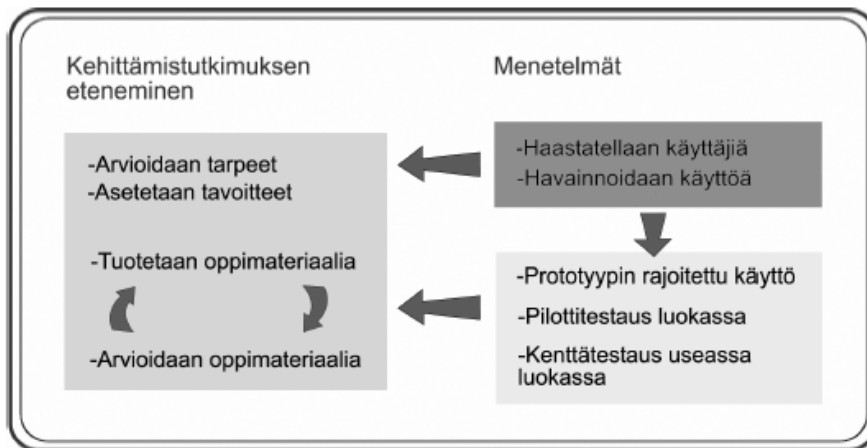 Kehittämistutkimuksen
eteneminen
-Arvioidaan tarpeet
-Asetetaan tavoitteet
-Tuotetaan oppimateriaalia
-Arvioidaan oppimateriaalia
Menetelmät
-Haastatellaan käyttäjiä
-Havainnoidaan käyttöä
-Prototyypin rajoitettu käyttö
-Pilottitestaus luokassa
-Kenttätestaus useassa
luokassa